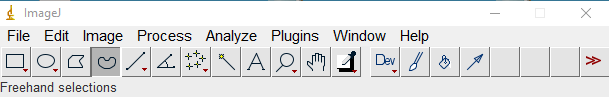 ImageJ
File Edit Image Process Analyze Plugins Window Help
A Dev >>
Freehand selections